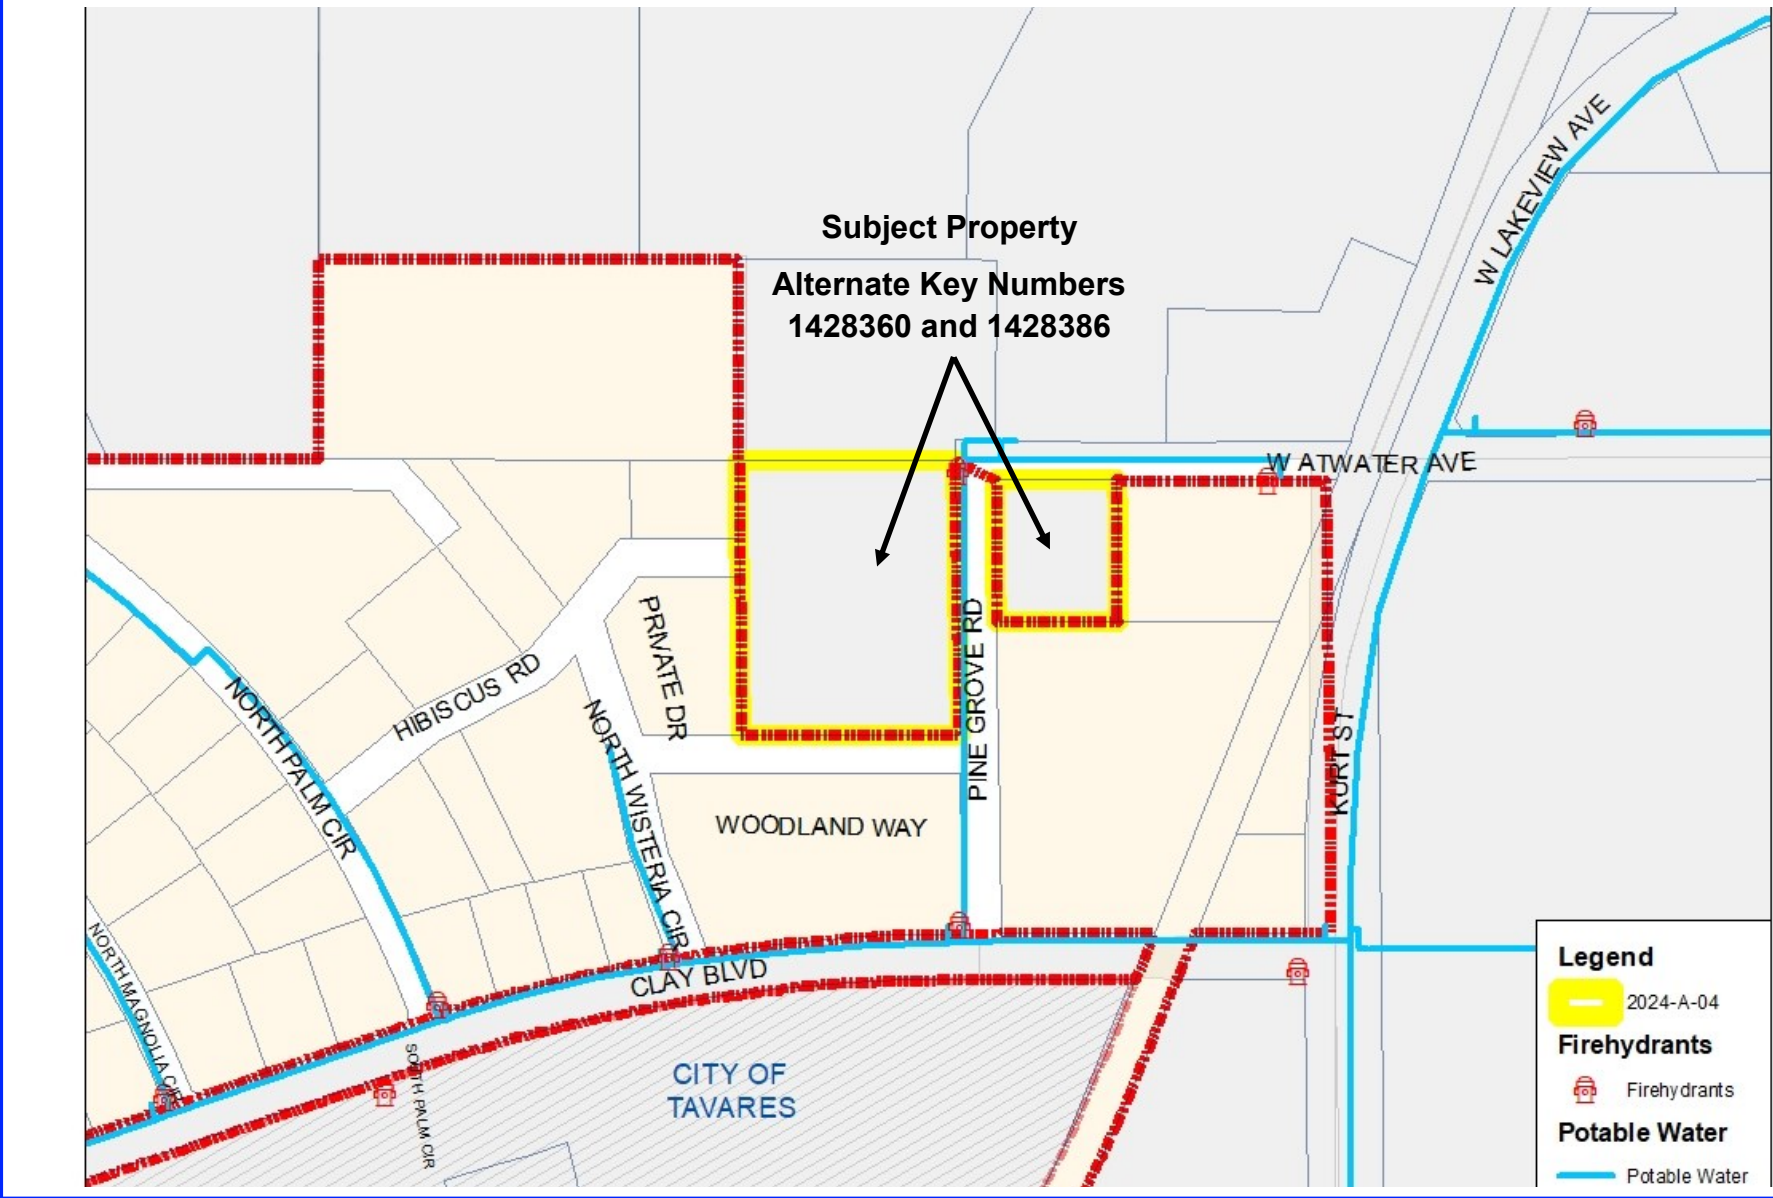 Subject Property
Alternate Key Numbers
1428360 and 1428386
W LAKEVIEW AVE
W ATWATER AVE
PRIVATE DR
HIBISCUS RD
NORTH PALM CIR
NORTH WISTERIA CIR
PINE GROVE RD
KURT ST
WOODLAND WAY
NORTH MAGNOLIA CIR
CLAY BLVD
SOUTH PALM CIR
CITY OF
TAVARES
Legend
2024-A-04
Firehydrants
Firehydrants
Potable Water
Potable Water